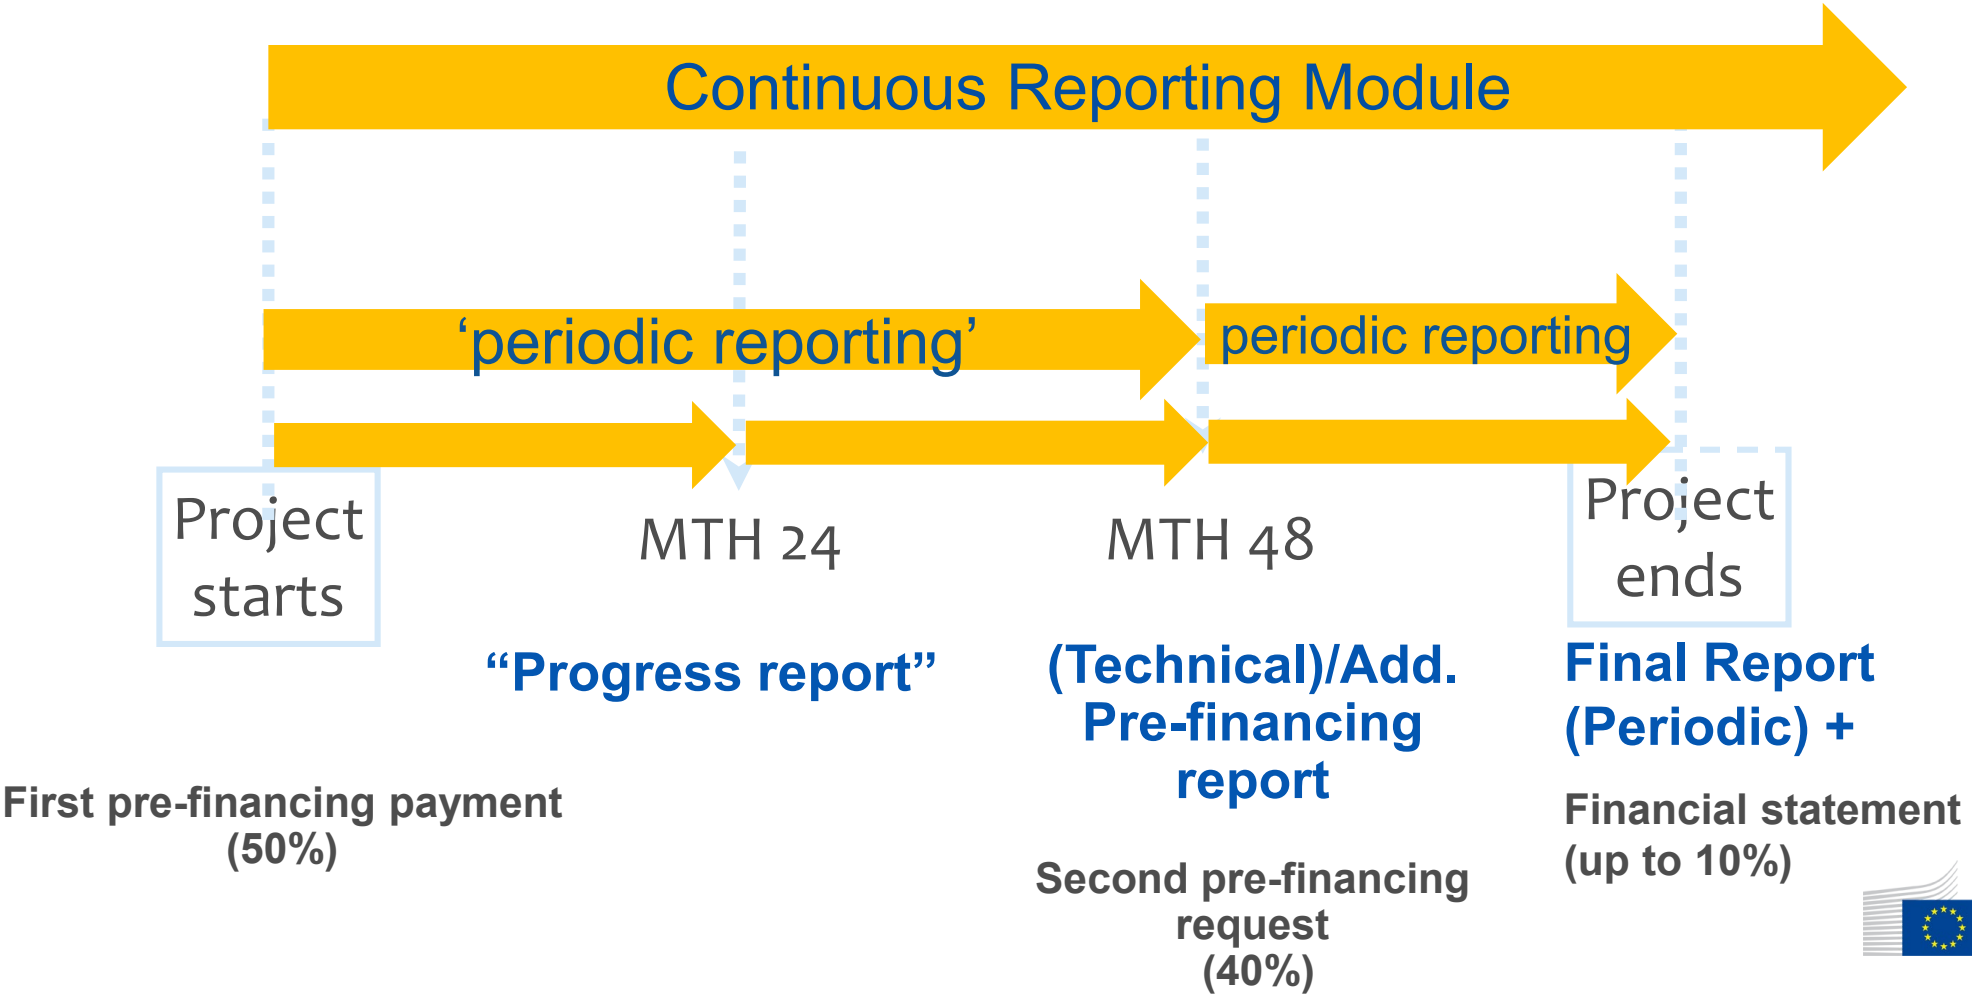 Continuous Reporting Module
‘periodic reporting’
periodic reporting
Project
starts
MTH 24
MTH 48
Project
ends
“Progress report”
(Technical)/Add.
Pre-financing
report
Final Report
(Periodic) +
First pre-financing payment
(50%)
Second pre-financing
request
(40%)
Financial statement
(up to 10%)